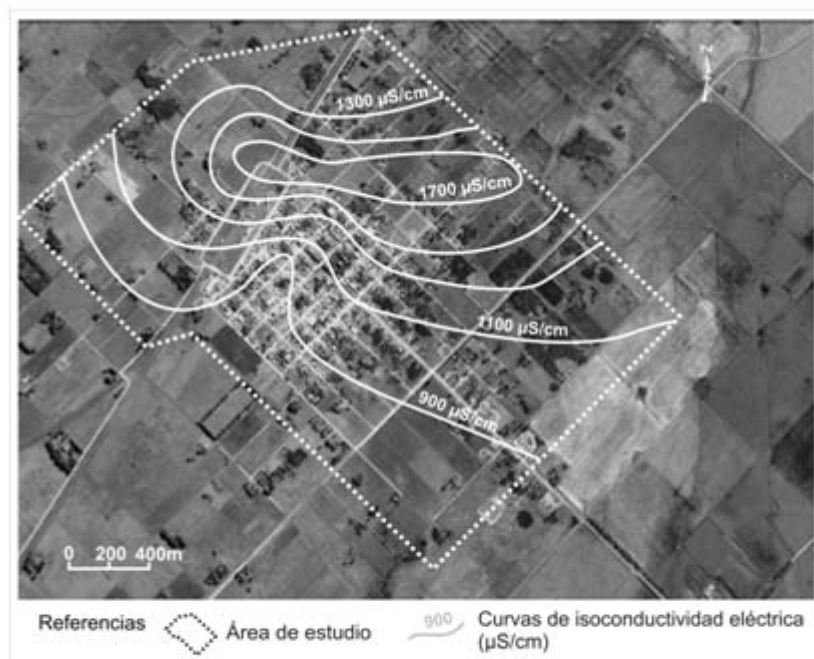 N
1300 µS/cm
1700 µS/cm
1100 µS/cm
900 µS/cm
0 200 400m
Referencias
Área de estudio
900
Curvas de isoconductividad eléctrica
(µS/cm)